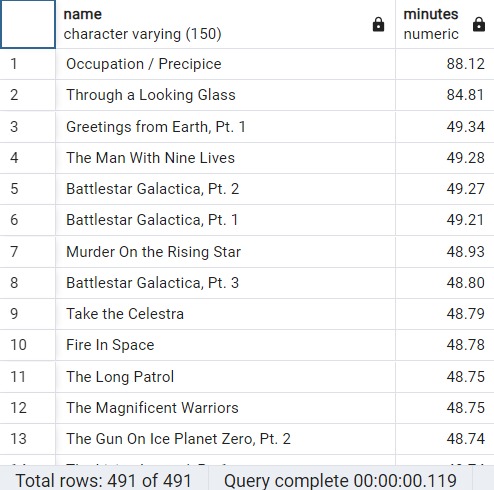 name minutes
character varying (150) numeric
1 Occupation / Precipice 88.12
2 Through a Looking Glass 84.81
3 Greetings from Earth, Pt. 1 49.34
4 The Man With Nine Lives 49.28
5 Battlestar Galactica, Pt. 2 49.27
6 Battlestar Galactica, Pt. 1 49.21
7 Murder On the Rising Star 48.93
8 Battlestar Galactica, Pt. 3 48.80
9 Take the Celestra 48.79
10 Fire In Space 48.78
11 The Long Patrol 48.75
12 The Magnificent Warriors 48.75
13 The Gun On Ice Planet Zero, Pt. 2 48.74
Total rows: 491 of 491 Query complete 00:00:00.119